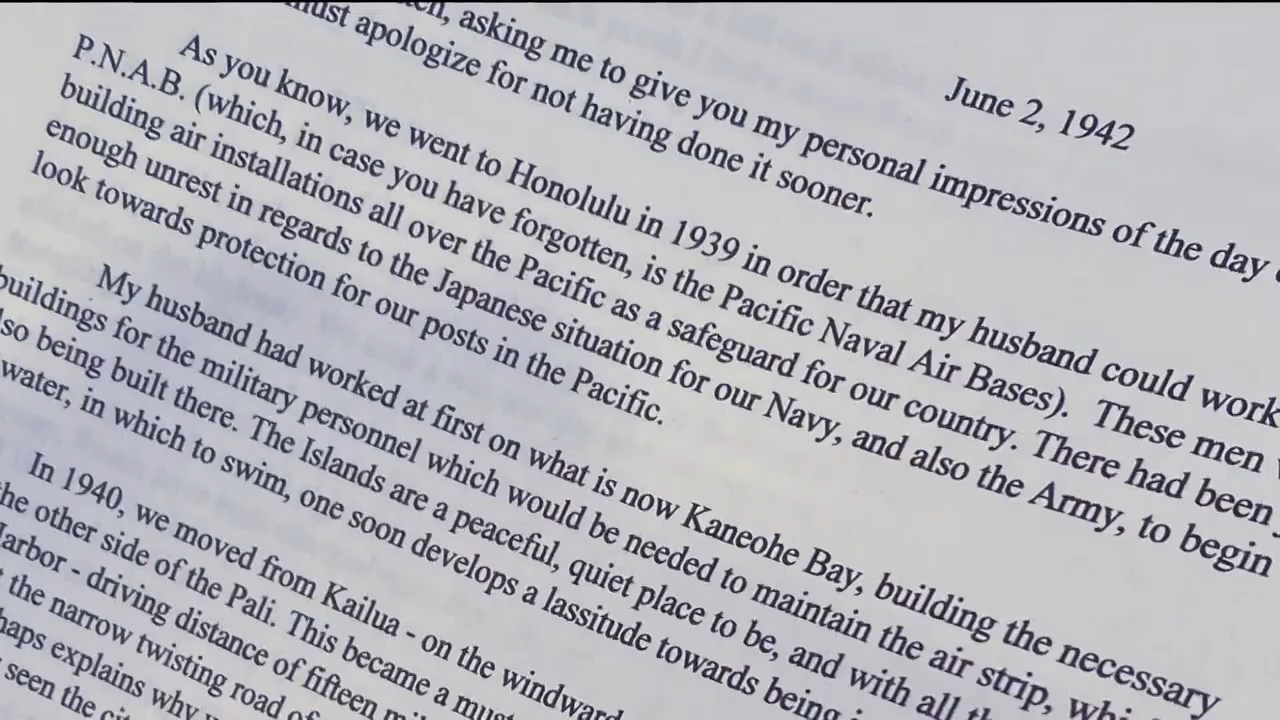 June 2, 1942
asking me to give you my personal impressions of the day
must apologize for not having done it sooner.
As you know, we went to Honolulu in 1939 in order that my husband could work
P.N.A.B. (which, in case you have forgotten, is the Pacific Naval Air Bases).  These men
building air installations all over the Pacific as a safeguard for our country. There had been
enough unrest in regards to the Japanese situation for our Navy, and also the Army, to begin
look towards protection for our posts in the Pacific.
My husband had worked at first on what is now Kaneohe Bay, building the necessary
buildings for the military personnel which would be needed to maintain the air strip,
also being built there. The Islands are a peaceful, quiet place to be, and with all
water, in which to swim, one soon develops a lassitude towards being
In 1940, we moved from Kailua - on the windward
the other side of the Pali. This became a must
Harbor - driving distance of fifteen
the narrow twisting road of
explains why
seen the